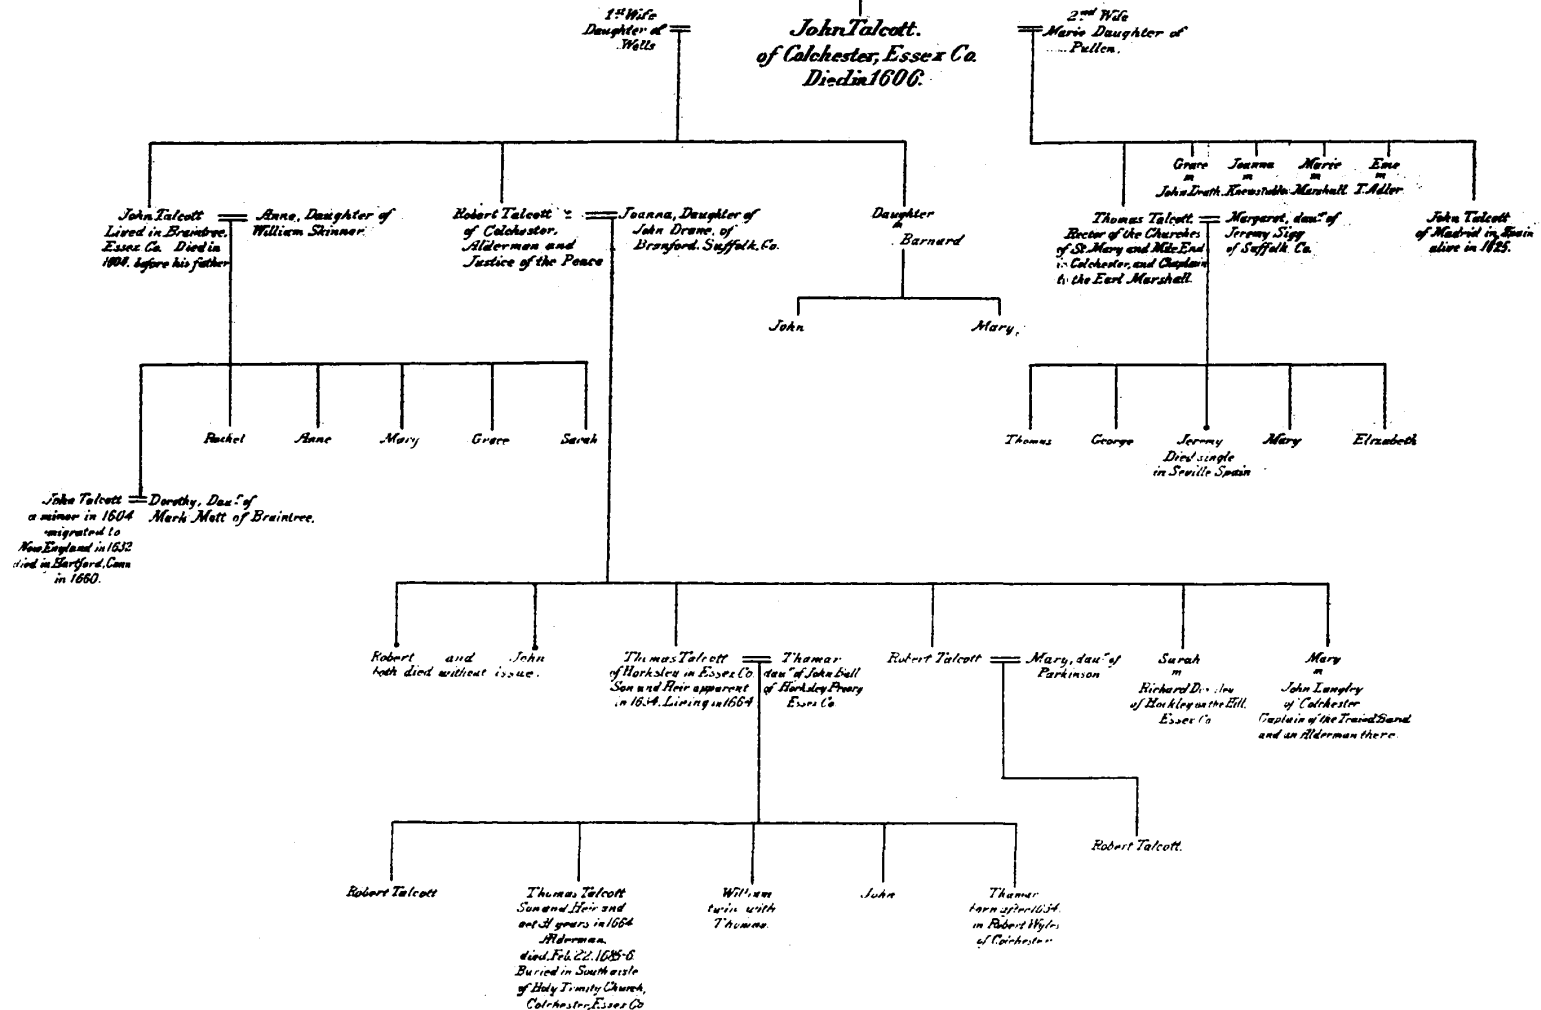 1st Wife
Daughter of
Wells
John Talcott.
of Colchester, Essex Co.
Died in 1606.
2nd Wife
Marie Daughter of
Pullen.
John Talcott
Lived in Braintree,
Essex Co. Died in
1604. before his father
Anne, Daughter of
William Skinner.
Robert Talcott
of Colchester,
Alderman and
Justice of the Peace
Joanna, Daughter of
John Drane, of
Branford. Suffolk, Co.
Daughter
m
Barnard
Grace
m
John Death.
Joanna
m
Knewstubb
Marie
m
Marshall.
Eme
m
T. Adler
Thomas Talcott.
Rector of the Churches
of St Mary and Mile End
in Colchester, and Chaplain
to the Earl Marshall.
Margaret, daur of
Jeremy Sigg
of Suffolk Co.
John Talcott
of Madrid in Spain
alive in 1625.
John
Mary,
Rachel
Anne
Mary
Grace
Sarah
Thomas
George
Jeremy
Died single
in Seville Spain
Mary
Elizabeth
John Talcott
a minor in 1604
migrated to
New England in 1632
died in Hartford, Conn
in 1660.
Dorothy, Daur of
Mark Mott of Braintree.
Robert and John
both died without issue.
Thomas Talcott
of Horksley in Essex Co.
Son and Heir apparent
in 1634. Living in 1664
Thamar
daur of John Ball
of Horksley Priory
Essex Co
Robert Talcott
Mary, daur of
Parkinson
Sarah
m
Richard
of Hockley on the Hill.
Essex Co
Mary
m
John Langley
of Colchester
Captain of the Trained Band
and an Alderman there.
Robert Talcott.
Robert Talcott
Thomas Talcott
Son and Heir and
aet 31 years in 1664
Alderman.
died, Feb. 22. 1685-6
Buried in South aisle
of Holy Trinity Church,
Colchester, Essex Co
William
twin with
Thomas.
John
Thamar
born after 1634.
m Robert Wyles
of Colchester